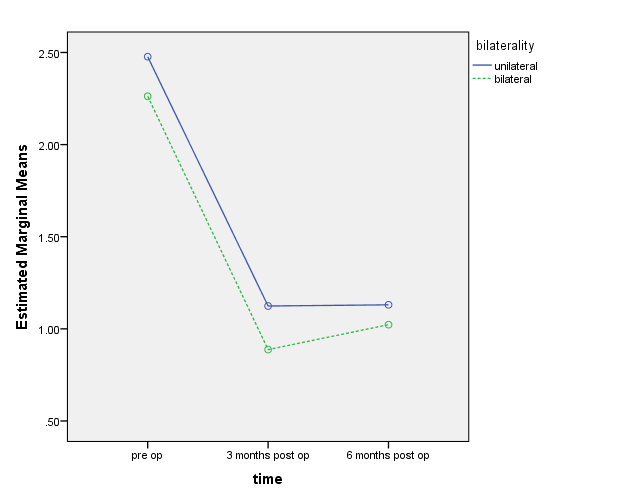 bilaterality
unilateral
bilateral
Estimated Marginal Means
2.50
2.00
1.50
1.00
.50
pre op
3 months post op
6 months post op
time